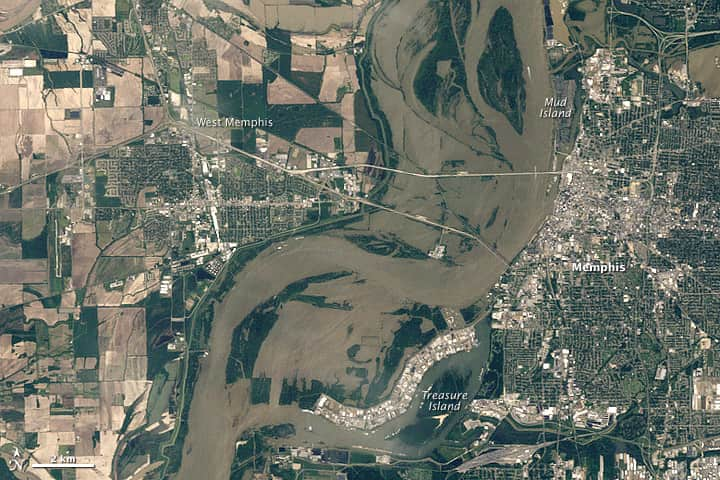 Mud
Island
West Memphis
Memphis
Treasure
Island
N
2 km